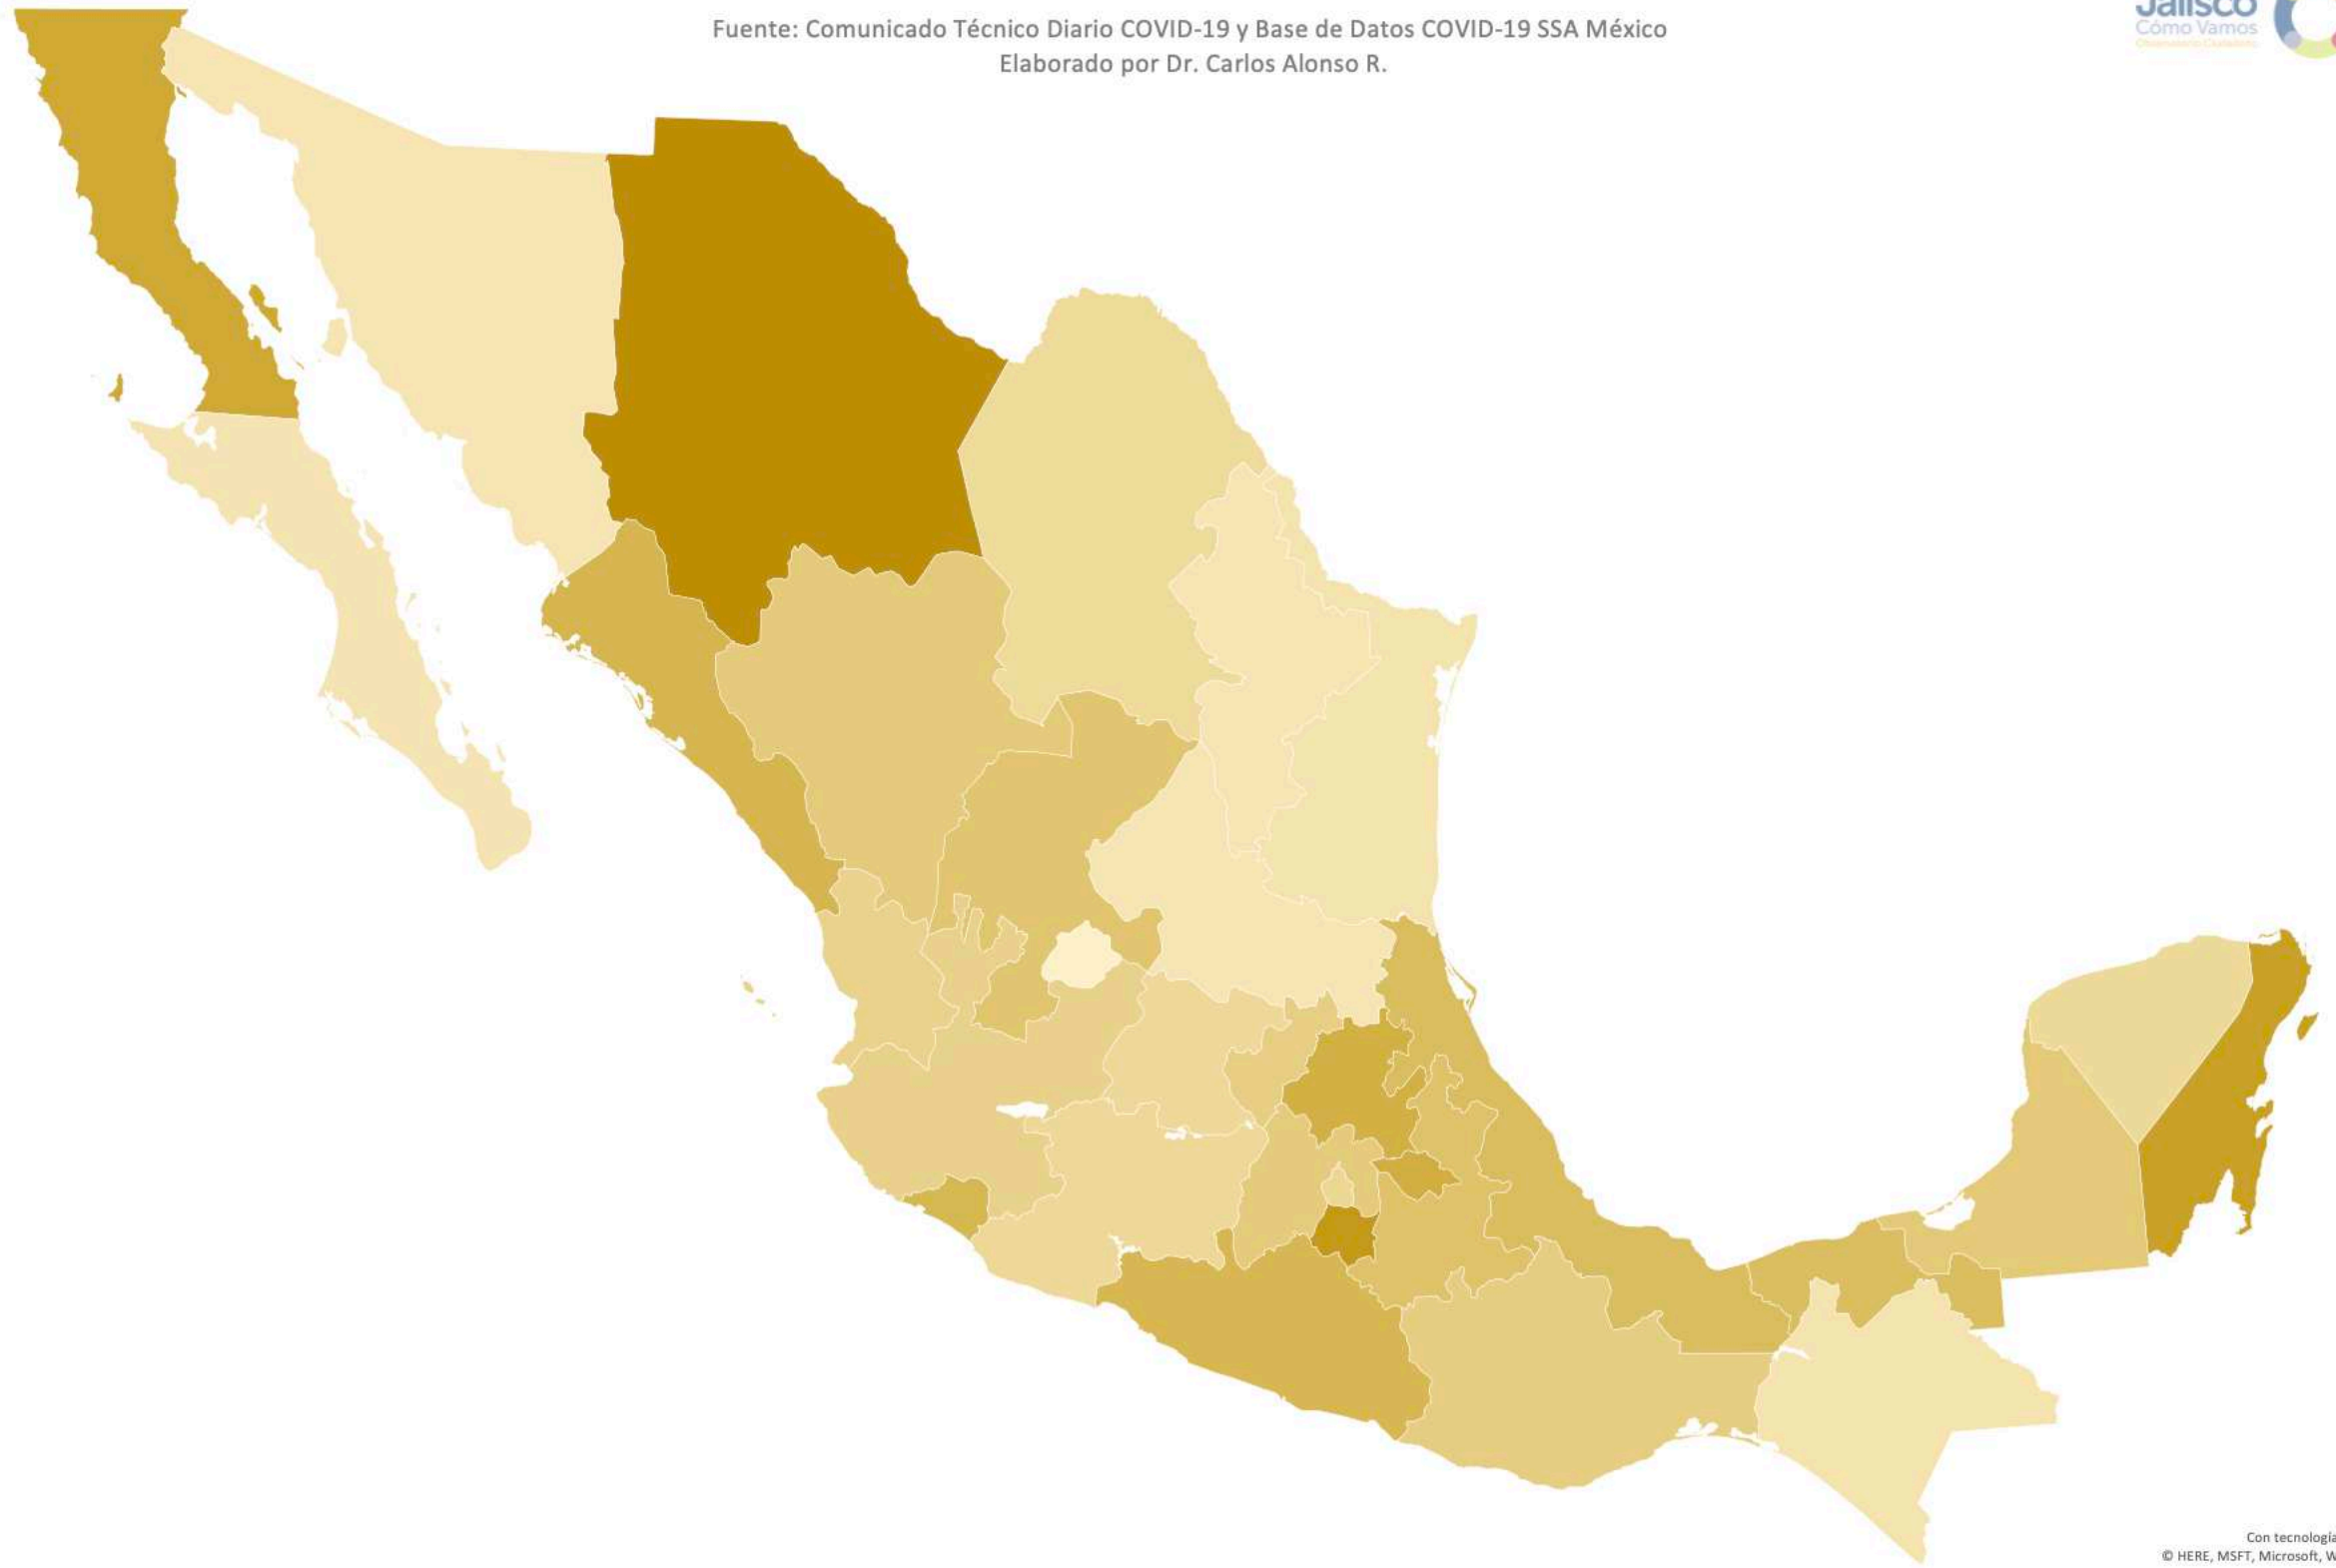 Fuente: Comunicado Técnico Diario COVID-19 y Base de Datos COVID-19 SSA México
Elaborado por Dr. Carlos Alonso R.
Jalisco
Cómo Vamos
Con tecnología
© HERE, MSFT, Microsoft, W